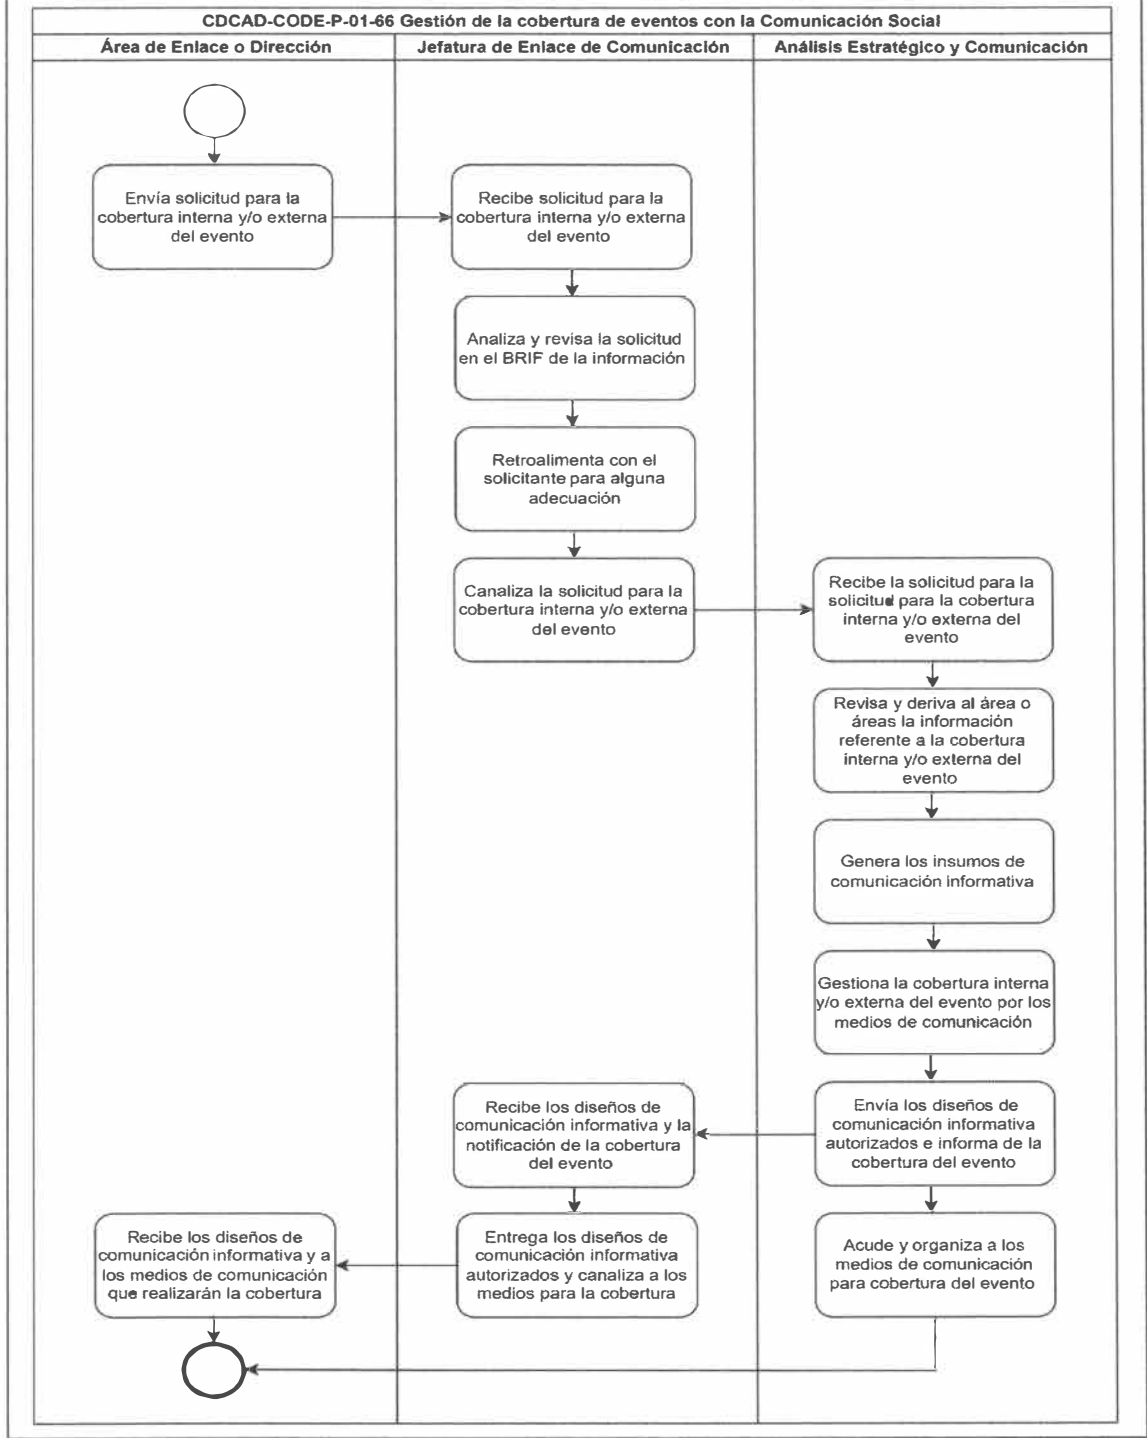 CDCAD-CODE-P-01-66 Gestión de la cobertura de eventos con la Comunicación Social
Área de Enlace o Dirección
Jefatura de Enlace de Comunicación
Análisis Estratégico y Comunicación
Envía solicitud para la
cobertura interna y/o externa
del evento
Recibe solicitud para la
cobertura interna y/o externa
del evento
Analiza y revisa la solicitud
en el BRIF de la información
Retroalimenta con el
solicitante para alguna
adecuación
Canaliza la solicitud para la
cobertura interna y/o externa
del evento
Recibe la solicitud para la
solicitud para la cobertura
interna y/o externa del
evento
Revisa y deriva al área o
áreas la información
referente a la cobertura
interna y/o externa del
evento
Genera los insumos de
comunicación informativa
Gestiona la cobertura interna
y/o externa del evento por los
medios de comunicación
Envía los diseños de
comunicación informativa
autorizados e informa de la
cobertura del evento
Recibe los diseños de
comunicación informativa y la
notificación de la cobertura
del evento
Entrega los diseños de
comunicación informativa
autorizados y canaliza a los
medios para la cobertura
Recibe los diseños de
comunicación informativa y a
los medios de comunicación
que realizarán la cobertura
Acude y organiza a los
medios de comunicación
para cobertura del evento